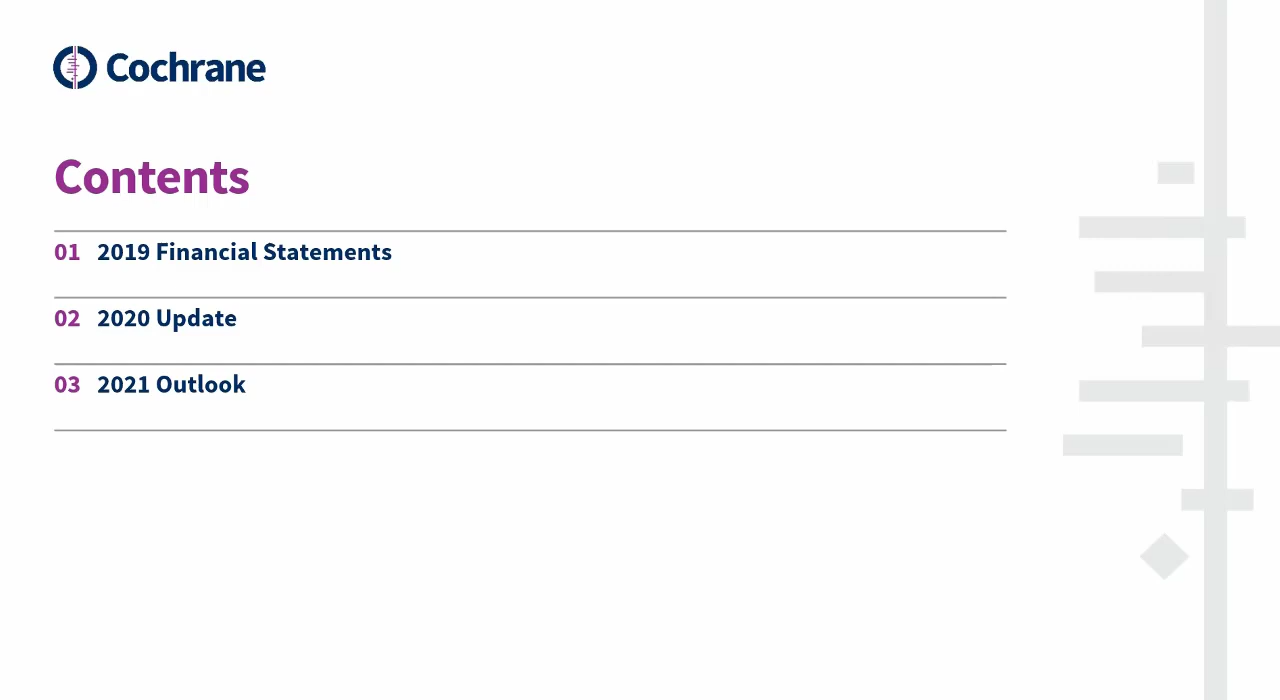 Cochrane
Contents
01 2019 Financial Statements
02 2020 Update
03 2021 Outlook